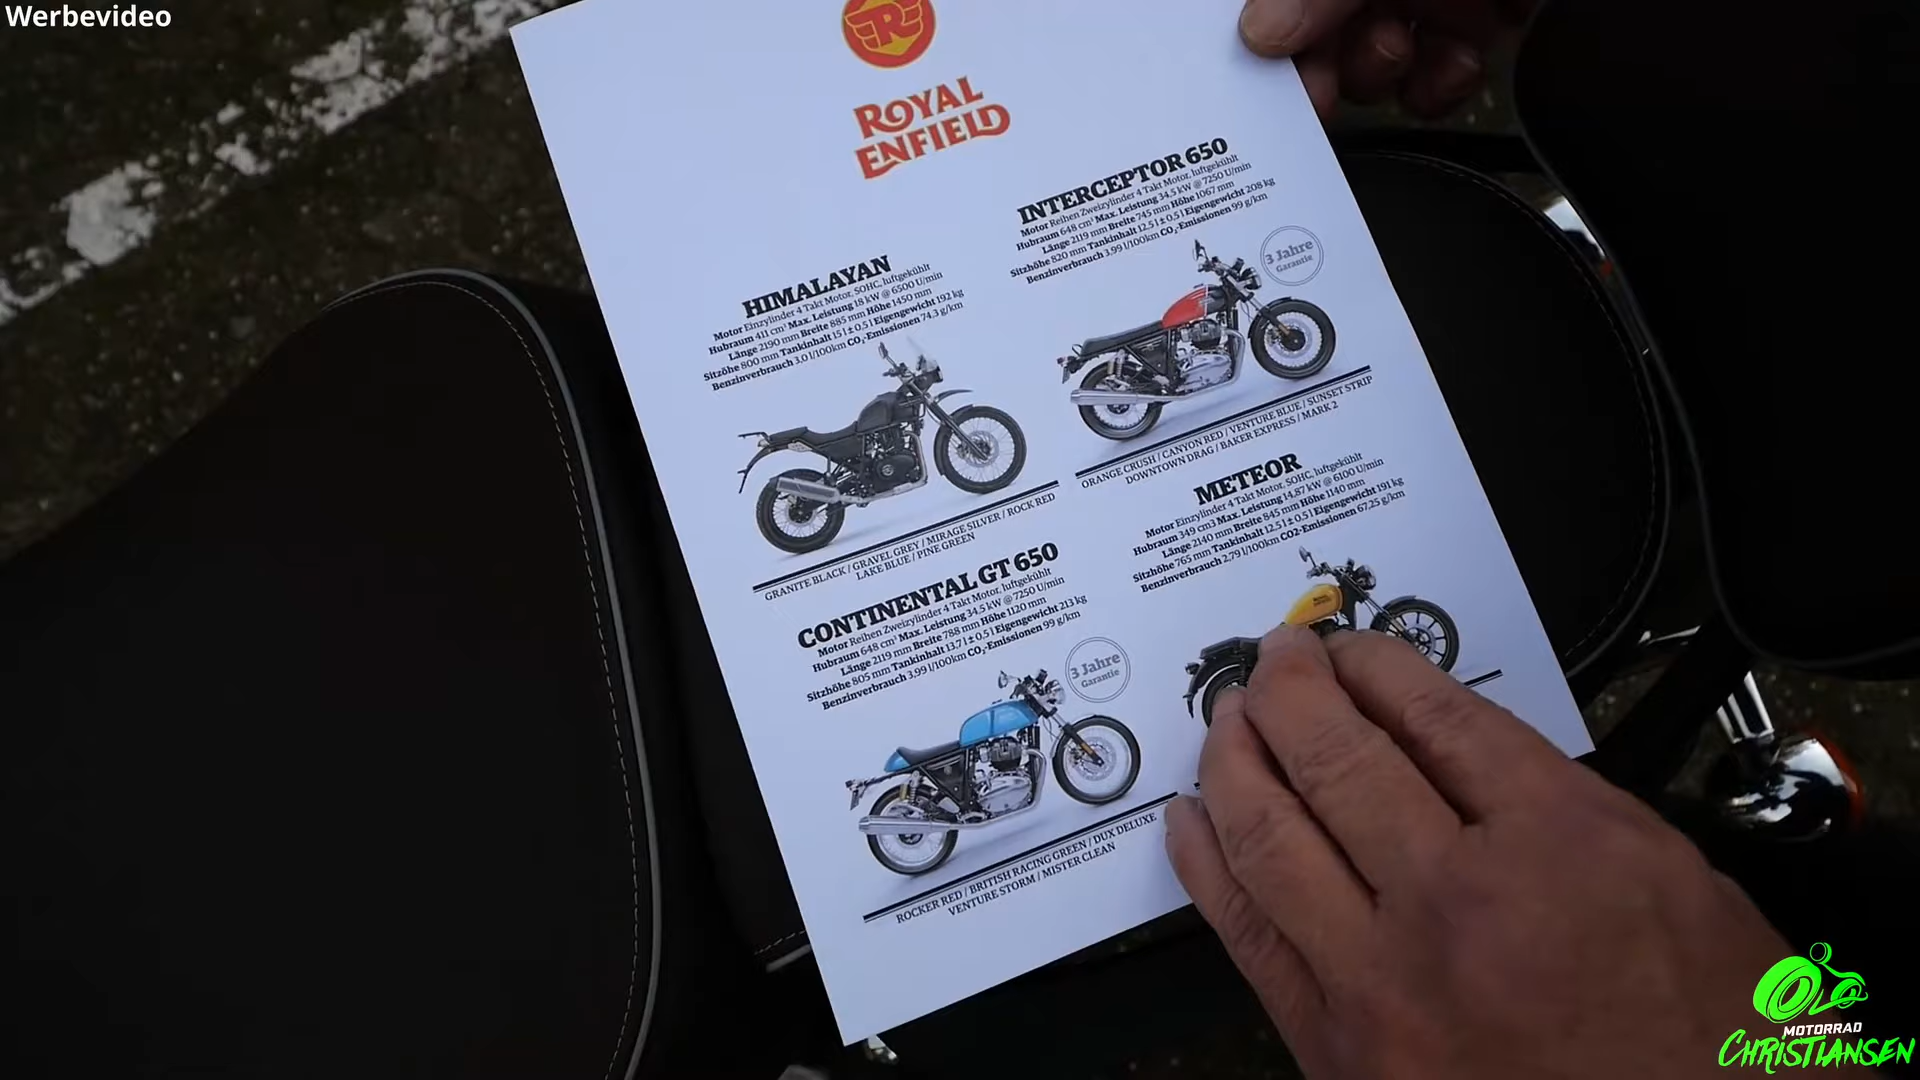 Werbevideo
R
ROYAL
ENFIELD
HIMALAYAN
Motor Einzylinder 4 Takt Motor, SOHC, luftgekühlt
Hubraum 411 cm³ Max. Leistung 18 kW @ 6500 U/min
Länge 2190 mm Breite 885 mm Höhe 1450 mm
Sitzöhe 800 mm Tankinhalt 15 l ± 0.5 l Eigengewicht 192 kg
Benzinverbrauch 3.0 l/100km CO₂-Emissionen 74.3 g/km
GRANITE BLACK / GRAVEL GREY / MIRAGE SILVER / ROCK RED
LAKE BLUE / PINE GREEN
INTERCEPTOR 650
Motor Reihen Zweizylinder 4 Takt Motor, luftgekühlt
Hubraum 648 cm³ Max. Leistung 34.5 kW @ 7250 U/min
Länge 2119 mm Breite 745 mm Höhe 1067 mm
Sitzöhe 820 mm Tankinhalt 12.5 l ± 0.5 l Eigengewicht 208 kg
Benzinverbrauch 3.99 l/100km CO₂-Emissionen 99 g/km
3 Jahre
Garantie
ORANGE CRUSH / CANYON RED / VENTURE BLUE / SUNSET STRIP
DOWNTOWN DRAG / BAKER EXPRESS / MARK 2
CONTINENTAL GT 650
Motor Reihen Zweizylinder 4 Takt Motor, luftgekühlt
Hubraum 648 cm³ Max. Leistung 34.5 kW @ 7250 U/min
Länge 2119 mm Breite 788 mm Höhe 1120 mm
Sitzhöhe 805 mm Tankinhalt 13.7 l ± 0.5 l Eigengewicht 213 kg
Benzinverbrauch 3.99 l/100km CO₂-Emissionen 99 g/km
3 Jahre
Garantie
ROCKER RED / BRITISH RACING GREEN / DUX DELUXE
VENTURE STORM / MISTER CLEAN
METEOR
Motor Einzylinder 4 Takt Motor, SOHC, luftgekühlt
Hubraum 349 cm3 Max. Leistung 14,87 kW @ 6100 U/min
Länge 2140 mm Breite 845 mm Höhe 1140 mm
Sitzhöhe 765 mm Tankinhalt 12.5 l ± 0.5 l Eigengewicht 191 kg
Benzinverbrauch 2,79 l/100km CO2-Emissionen 67,25 g/km
MOTORRAD
CHRISTIANSEN